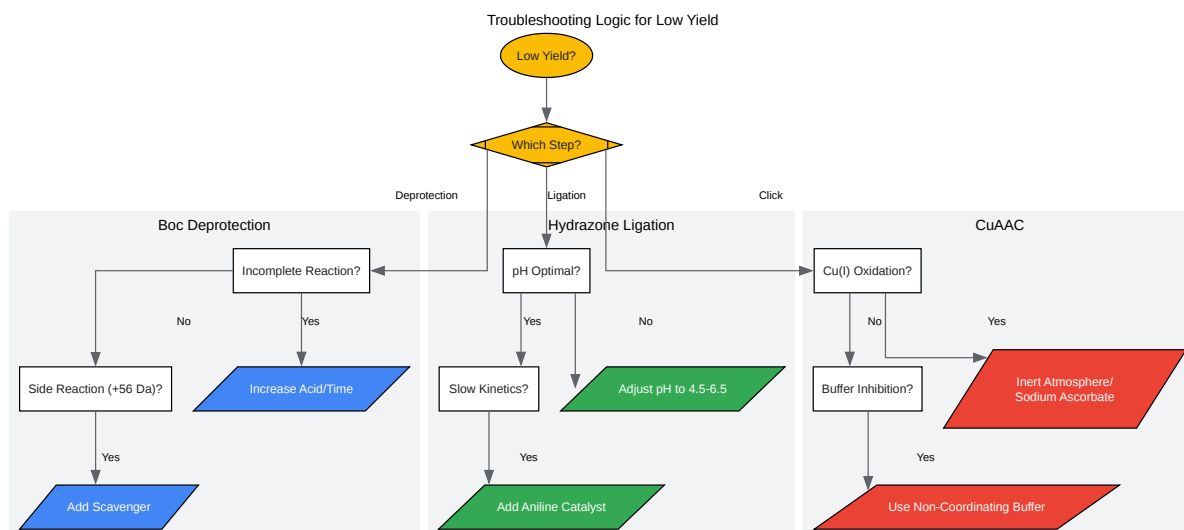 Troubleshooting Logic for Low Yield
Low Yield?
Which Step?
Deprotection
Ligation
Click
Boc Deprotection
Hydrazone Ligation
CuAAC
Incomplete Reaction?
pH Optimal?
Cu(I) Oxidation?
No
Yes
Yes
No
No
Yes
Side Reaction (+56 Da)?
Increase Acid/Time
Slow Kinetics?
Adjust pH to 4.5-6.5
Buffer Inhibition?
Inert Atmosphere/
Sodium Ascorbate
Yes
Yes
Yes
Add Scavenger
Add Aniline Catalyst
Use Non-Coordinating Buffer